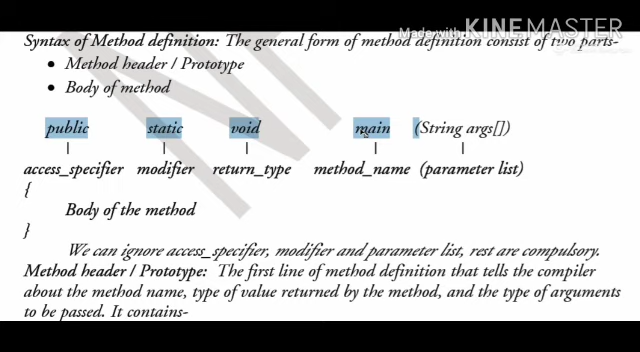 Made with KINEMASTER
Syntax of Method definition: The general form of method definition consist of two parts-
• Method header / Prototype
• Body of method
public static void main (String args[])
access_specifier modifier return_type method_name (parameter list)
{
Body of the method
}
We can ignore access_specifier, modifier and parameter list, rest are compulsory.
Method header / Prototype: The first line of method definition that tells the compiler
about the method name, type of value returned by the method, and the type of arguments
to be passed. It contains-